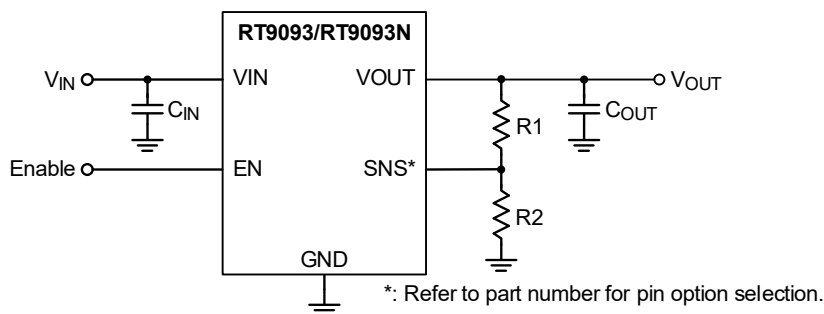 RT9093/RT9093N
VIN
VIN
VOUT
VOUT
CIN
R1
COUT
Enable
EN
SNS*
R2
GND
*: Refer to part number for pin option selection.